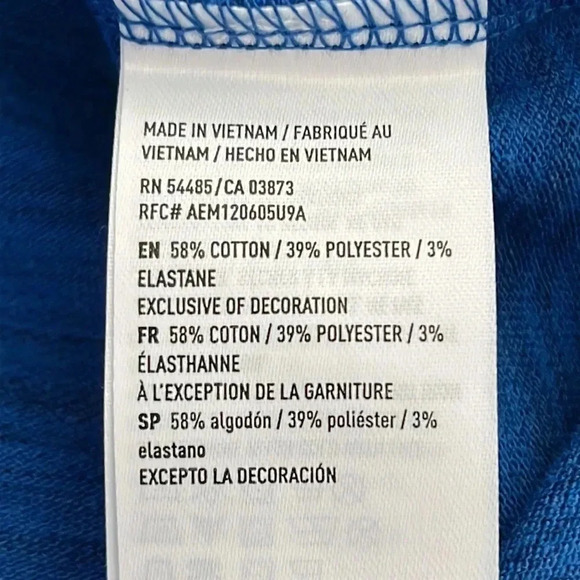 MADE IN VIETNAM / FABRIQUÉ AU
VIETNAM / HECHO EN VIETNAM
RN 54485/CA 03873
RFC# AEM120605U9A
EN 58% COTTON / 39% POLYESTER / 3%
ELASTANE
EXCLUSIVE OF DECORATION
FR 58% COTON / 39% POLYESTER / 3%
ÉLASTHANNE
À L'EXCEPTION DE LA GARNITURE
SP 58% algodón / 39% poliéster / 3%
elastano
EXCEPTO LA DECORACIÓN